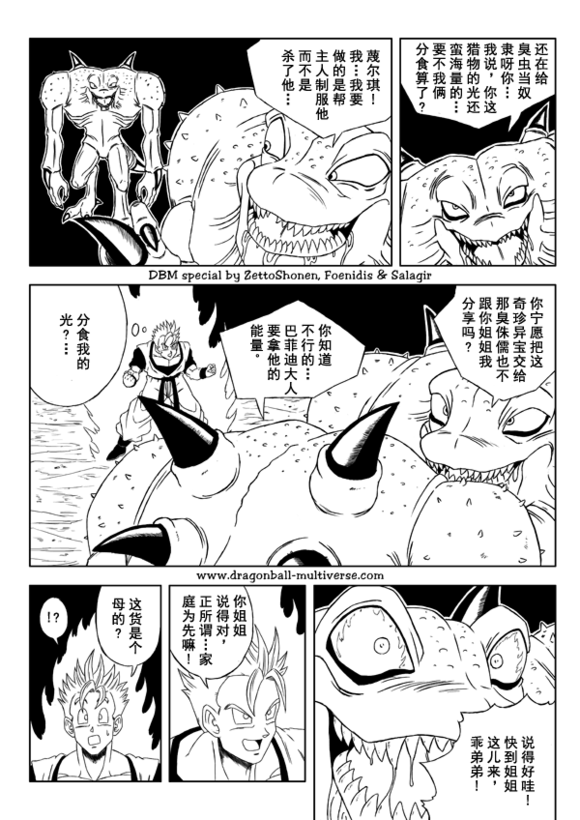 还在给
臭虫当奴
隶呀你…
我说，你这
猎物的光还
蛮海量的…
要不我俩
分食算了？
蔑尔琪！
我…我要
做的是帮
主人制服他
而不是
杀了他…
DBM special by ZettoShonen, Foenidis & Salagir
你宁愿把这
奇珍异宝交给
那臭侏儒也不
跟你姐姐我
分享吗？
你知道
不行的…
巴菲迪大人
要拿他的
能量。
分食我的
光？…
www.dragonball-multiverse.com
说得好哇！
快到姐姐
这儿来，
乖弟弟！
你姐姐
说得对，
正所谓…家
庭为先嘛！
这货是个
母的？
!?